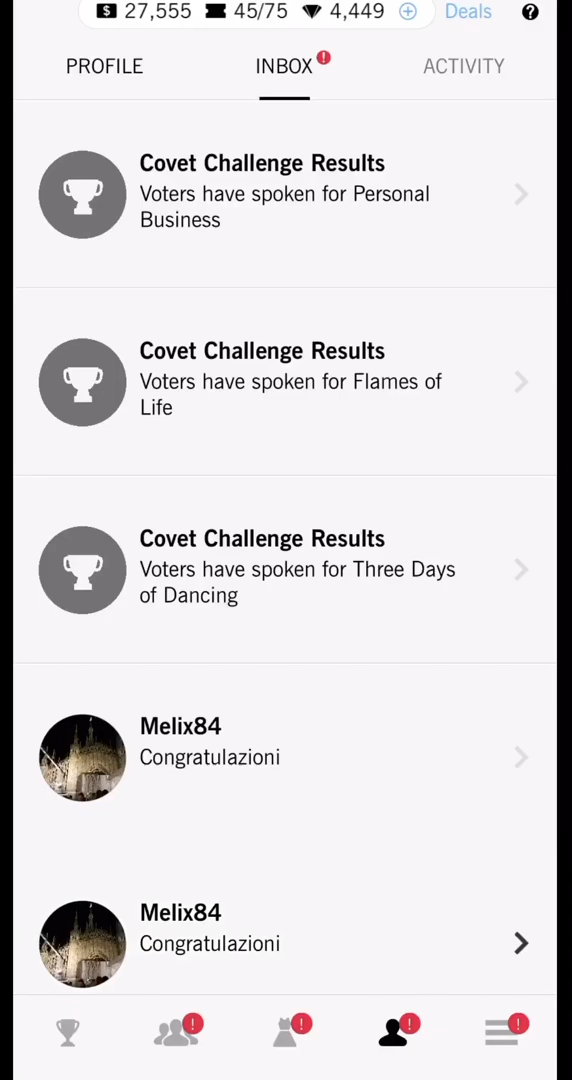 27,555 45/75 4,449 Deals ?
PROFILE INBOX ! ACTIVITY
Covet Challenge Results
Voters have spoken for Personal
Business
Covet Challenge Results
Voters have spoken for Flames of
Life
Covet Challenge Results
Voters have spoken for Three Days
of Dancing
Melix84
Congratulazioni
Melix84
Congratulazioni
! ! ! !